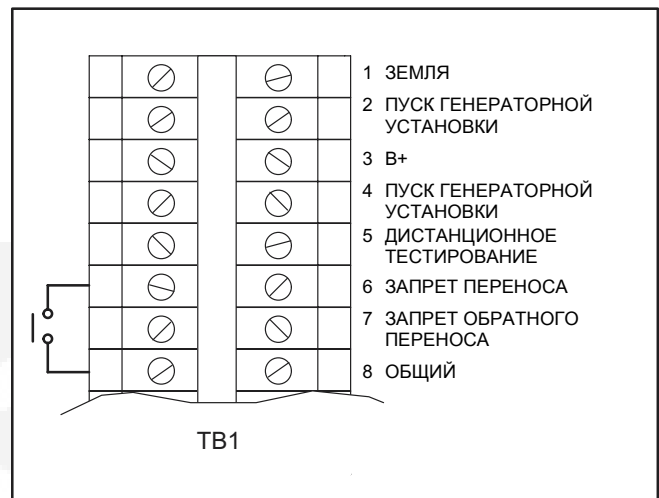 1 ЗЕМЛЯ
2 ПУСК ГЕНЕРАТОРНОЙ
УСТАНОВКИ
3 B+
4 ПУСК ГЕНЕРАТОРНОЙ
УСТАНОВКИ
5 ДИСТАНЦИОННОЕ
ТЕСТИРОВАНИЕ
6 ЗАПРЕТ ПЕРЕНОСА
7 ЗАПРЕТ ОБРАТНОГО
ПЕРЕНОСА
8 ОБЩИЙ
TB1